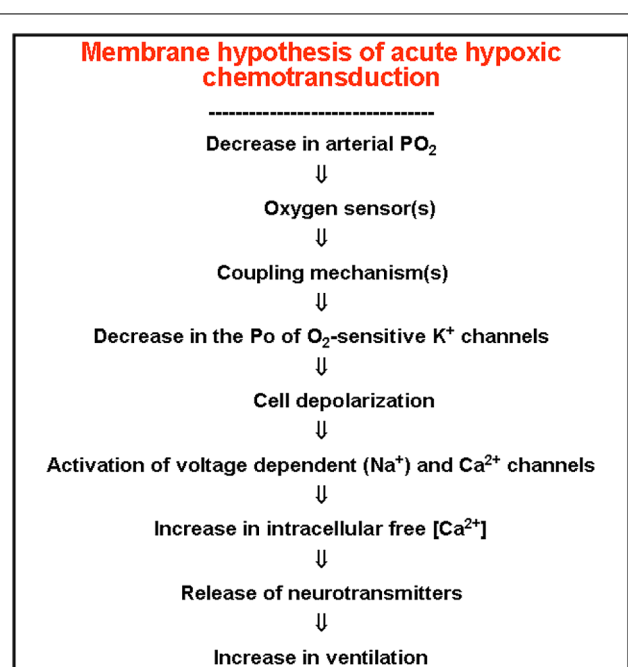 Membrane hypothesis of acute hypoxic
chemotransduction
---------------------------------
Decrease in arterial PO₂
⇓
Oxygen sensor(s)
⇓
Coupling mechanism(s)
⇓
Decrease in the Po of O₂-sensitive K⁺ channels
⇓
Cell depolarization
⇓
Activation of voltage dependent (Na⁺) and Ca²⁺ channels
⇓
Increase in intracellular free [Ca²⁺]
⇓
Release of neurotransmitters
⇓
Increase in ventilation